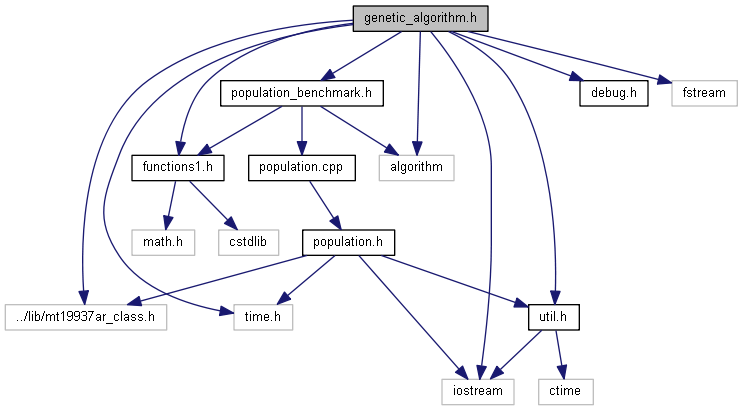 genetic_algorithm.h
population_benchmark.h
debug.h
fstream
functions1.h
population.cpp
algorithm
math.h
cstdlib
population.h
../lib/mt19937ar_class.h
time.h
util.h
iostream
ctime